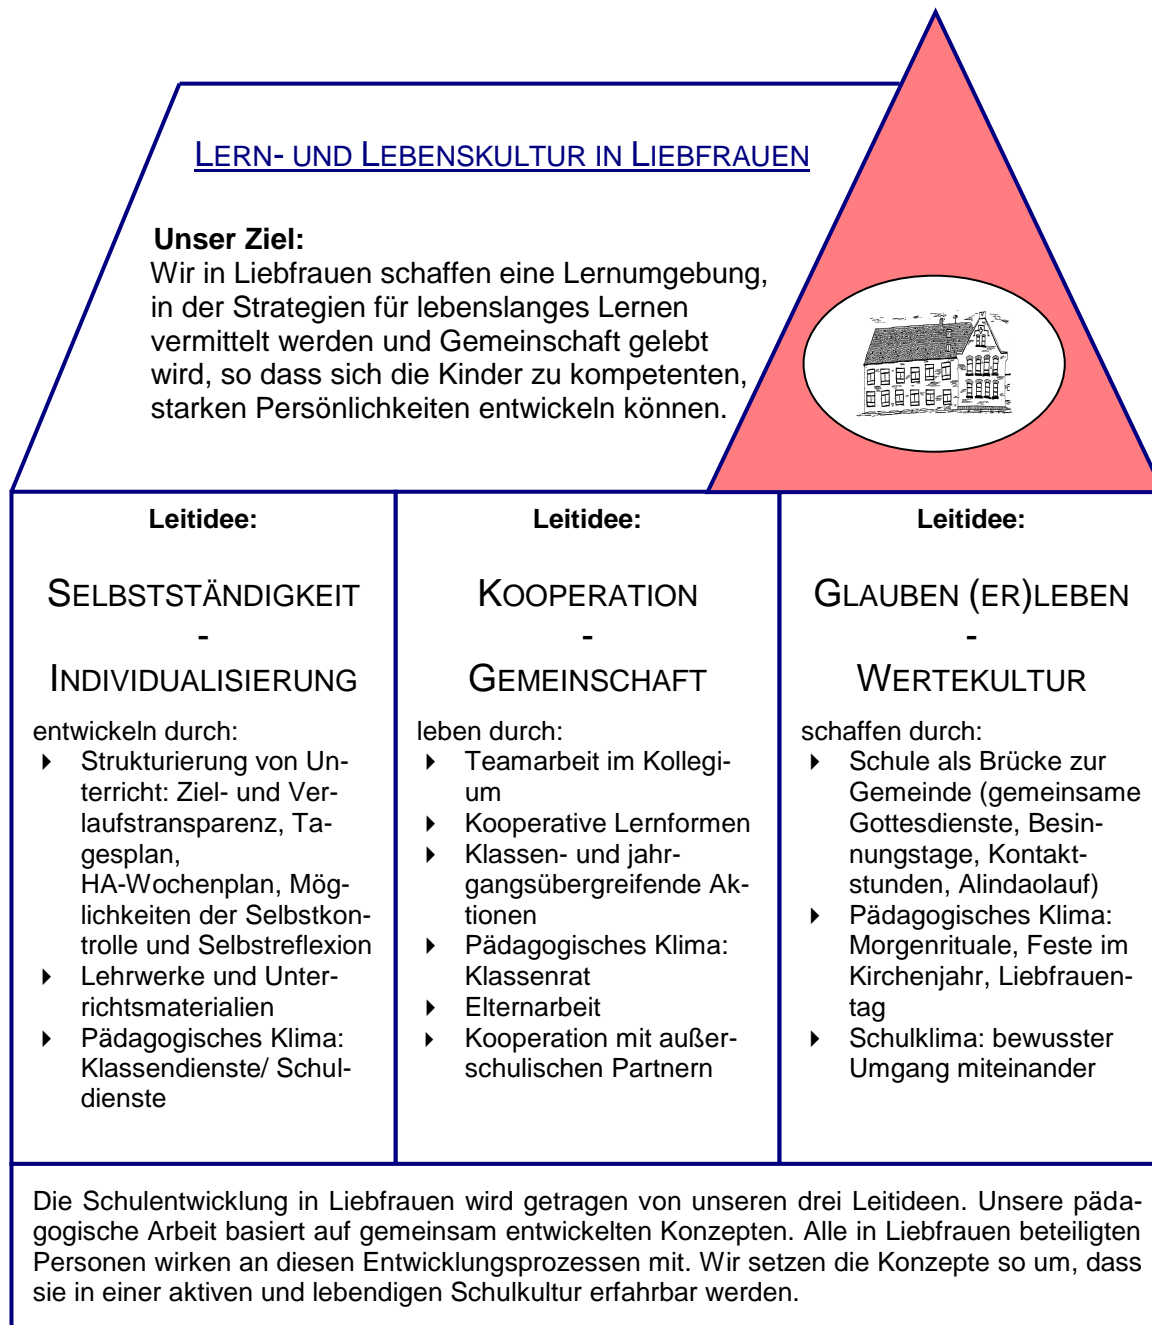 LERN- UND LEBENSKULTUR IN LIEBFRAUEN
Unser Ziel:
Wir in Liebfrauen schaffen eine Lernumgebung,
in der Strategien für lebenslanges Lernen
vermittelt werden und Gemeinschaft gelebt
wird, so dass sich die Kinder zu kompetenten,
starken Persönlichkeiten entwickeln können.
Leitidee:
SELBSTSTÄNDIGKEIT
-
INDIVIDUALISIERUNG
entwickeln durch:
Strukturierung von Un-
terricht: Ziel- und Ver-
laufstransparenz, Ta-
gesplan,
HA-Wochenplan, Mög-
lichkeiten der Selbstkon-
trolle und Selbstreflexion
Lehrwerke und Unter-
richtsmaterialien
Pädagogisches Klima:
Klassendienste/ Schul-
dienste
Leitidee:
KOOPERATION
-
GEMEINSCHAFT
leben durch:
Teamarbeit im Kollegi-
um
Kooperative Lernformen
Klassen- und jahr-
gangsübergreifende Ak-
tionen
Pädagogisches Klima:
Klassenrat
Elternarbeit
Kooperation mit außer-
schulischen Partnern
Leitidee:
GLAUBEN (ER)LEBEN
-
WERTEKULTUR
schaffen durch:
Schule als Brücke zur
Gemeinde (gemeinsame
Gottesdienste, Besin-
nungstage, Kontakt-
stunden, Alindaolauf)
Pädagogisches Klima:
Morgenrituale, Feste im
Kirchenjahr, Liebfrauen-
tag
Schulklima: bewusster
Umgang miteinander
Die Schulentwicklung in Liebfrauen wird getragen von unseren drei Leitideen. Unsere päda-
gogische Arbeit basiert auf gemeinsam entwickelten Konzepten. Alle in Liebfrauen beteiligten
Personen wirken an diesen Entwicklungsprozessen mit. Wir setzen die Konzepte so um, dass
sie in einer aktiven und lebendigen Schulkultur erfahrbar werden.